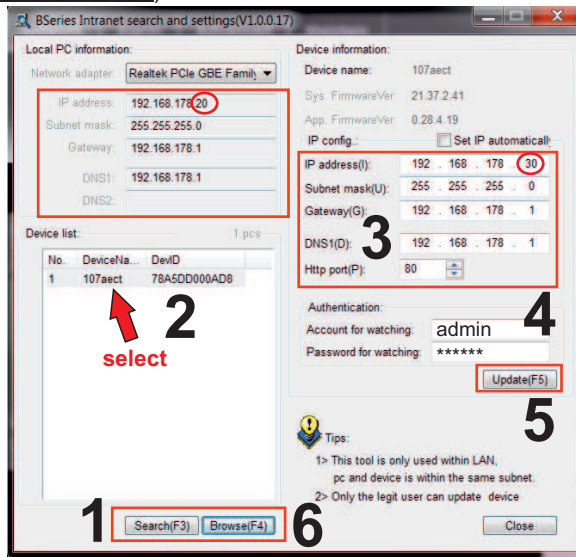 BSeries Intranet search and settings(V1.0.0.17)
Local PC information:
Network adapter: Realtek PCIe GBE Family
IP address: 192.168.178.20
Subnet mask: 255.255.255.0
Gateway: 192.168.178.1
DNS1: 192.168.178.1
DNS2:
Device list: 1 pcs
No. DeviceNa... DevID
1 107aect 78A5DD000AD8
2
select
1
Search(F3) Browse(F4)
6
Device information:
Device name: 107aect
Sys. FirmwareVer. 21.37.2.41
App. FirmwareVer. 0.28.4.19
IP config.: Set IP automatically
IP address(I): 192 . 168 . 178 . 30
Subnet mask(U): 255 . 255 . 255 . 0
Gateway(G): 192 . 168 . 178 . 1
3
DNS1(D): 192 . 168 . 178 . 1
Http port(P): 80
Authentication:
4
Account for watching: admin
Password for watching: ******
Update(F5)
5
Tips:
1> This tool is only used within LAN,
pc and device is within the same subnet.
2> Only the legit user can update device
Close